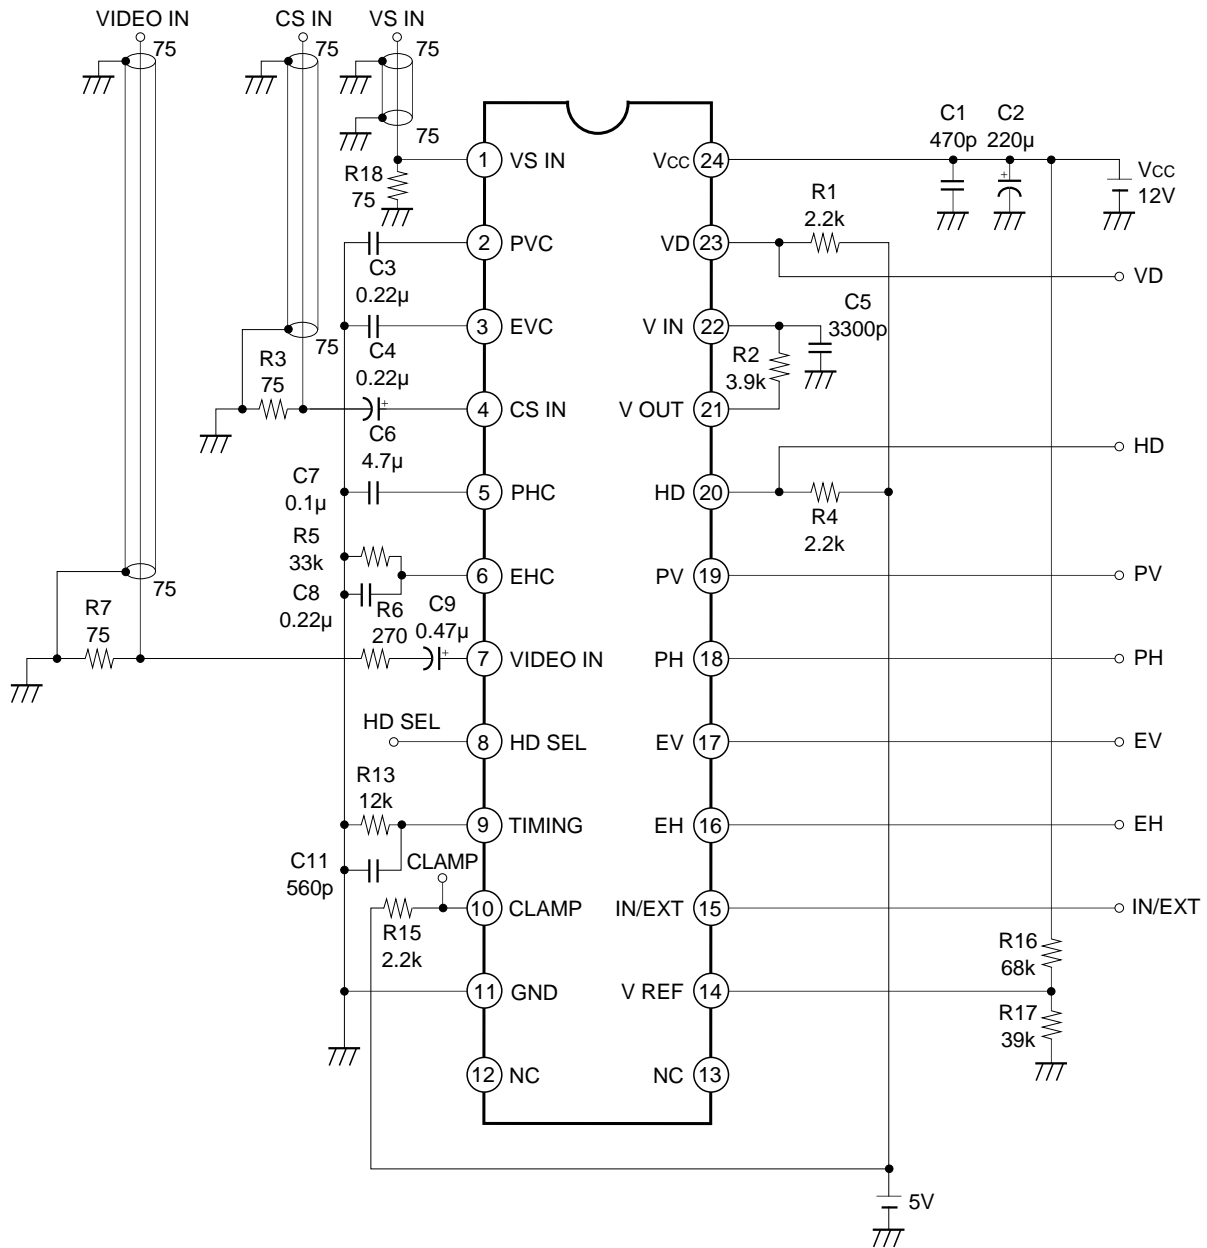 VIDEO IN
CS IN
VS IN
75
75
75
75
R18
75
1
VS IN
C3
0.22μ
2
PVC
75
C4
0.22μ
3
EVC
R3
75
C6
4.7μ
4
CS IN
C7
0.1μ
5
PHC
R5
33k
C8
0.22μ
6
EHC
75
R7
75
R6
270
C9
0.47μ
7
VIDEO IN
HD SEL
8
HD SEL
R13
12k
C11
560p
9
TIMING
CLAMP
R15
2.2k
10
CLAMP
11
GND
12
NC
VCC
24
C1
470p
C2
220μ
VCC
12V
VD
23
R1
2.2k
VD
V IN
22
C5
3300p
R2
3.9k
V OUT
21
HD
HD
20
R4
2.2k
PV
19
PV
PH
18
PH
EV
17
EV
EH
16
EH
IN/EXT
15
IN/EXT
R16
68k
V REF
14
R17
39k
NC
13
5V